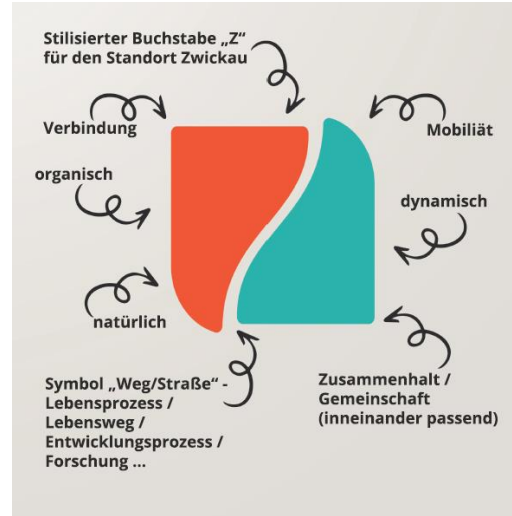 Stilisierter Buchstabe „Z“
für den Standort Zwickau
Verbindung
Mobiliät
organisch
dynamisch
natürlich
Symbol „Weg/Straße“ -
Lebensprozess /
Lebensweg /
Entwicklungsprozess /
Forschung ...
Zusammenhalt /
Gemeinschaft
(inneinander passend)